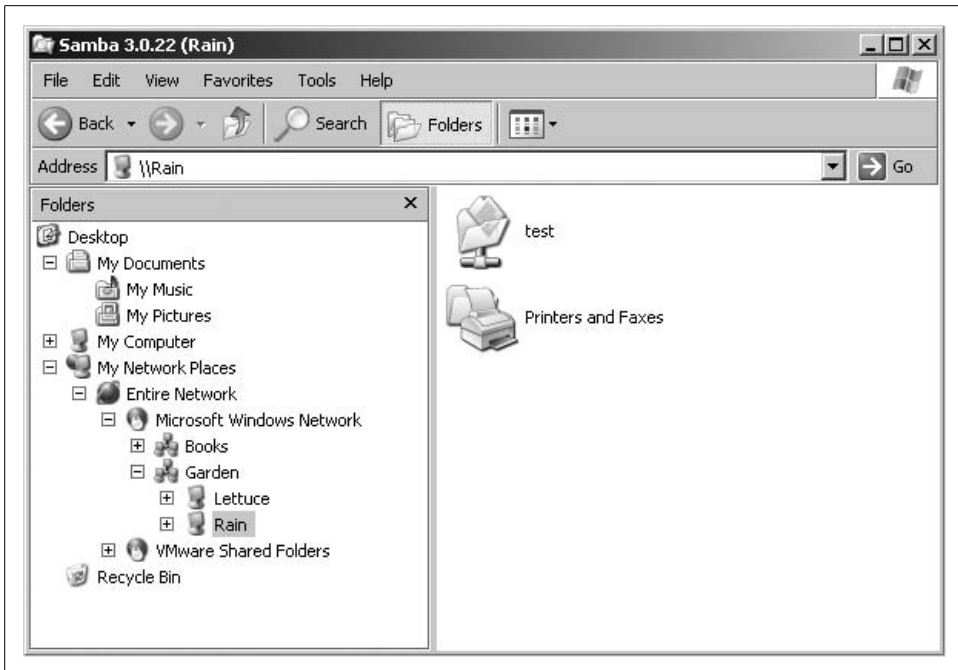 Samba 3.0.22 (Rain)
File Edit View Favorites Tools Help
Back Search Folders
Address \\Rain Go
Folders
Desktop
My Documents
My Music
My Pictures
My Computer
My Network Places
Entire Network
Microsoft Windows Network
Books
Garden
Lettuce
Rain
VMware Shared Folders
Recycle Bin
test
Printers and Faxes